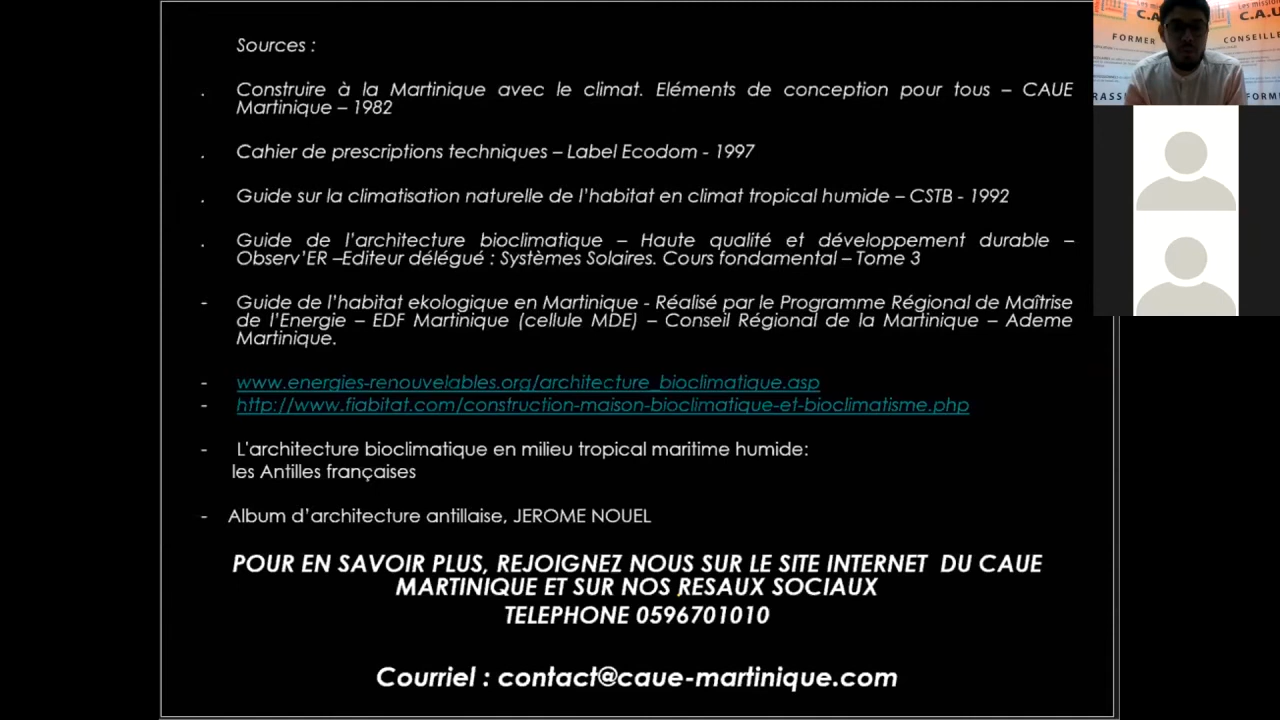 Sources :
. Construire à la Martinique avec le climat. Eléments de conception pour tous – CAUE
Martinique – 1982
. Cahier de prescriptions techniques – Label Ecodom - 1997
. Guide sur la climatisation naturelle de l'habitat en climat tropical humide – CSTB - 1992
. Guide de l'architecture bioclimatique – Haute qualité et développement durable –
Observ'ER –Editeur délégué : Systèmes Solaires. Cours fondamental – Tome 3
- Guide de l'habitat ekologique en Martinique - Réalisé par le Programme Régional de Maîtrise
de l'Energie – EDF Martinique (cellule MDE) – Conseil Régional de la Martinique – Ademe
Martinique.
- www.energies-renouvelables.org/architecture_bioclimatique.asp
- http://www.fiabitat.com/construction-maison-bioclimatique-et-bioclimatisme.php
- L'architecture bioclimatique en milieu tropical maritime humide:
les Antilles françaises
- Album d'architecture antillaise, JEROME NOUEL
POUR EN SAVOIR PLUS, REJOIGNEZ NOUS SUR LE SITE INTERNET DU CAUE
MARTINIQUE ET SUR NOS RESAUX SOCIAUX
TELEPHONE 0596701010
Courriel : contact@caue-martinique.com
Les mission
C.A.U
FORMER
CONSEILLE
FORM